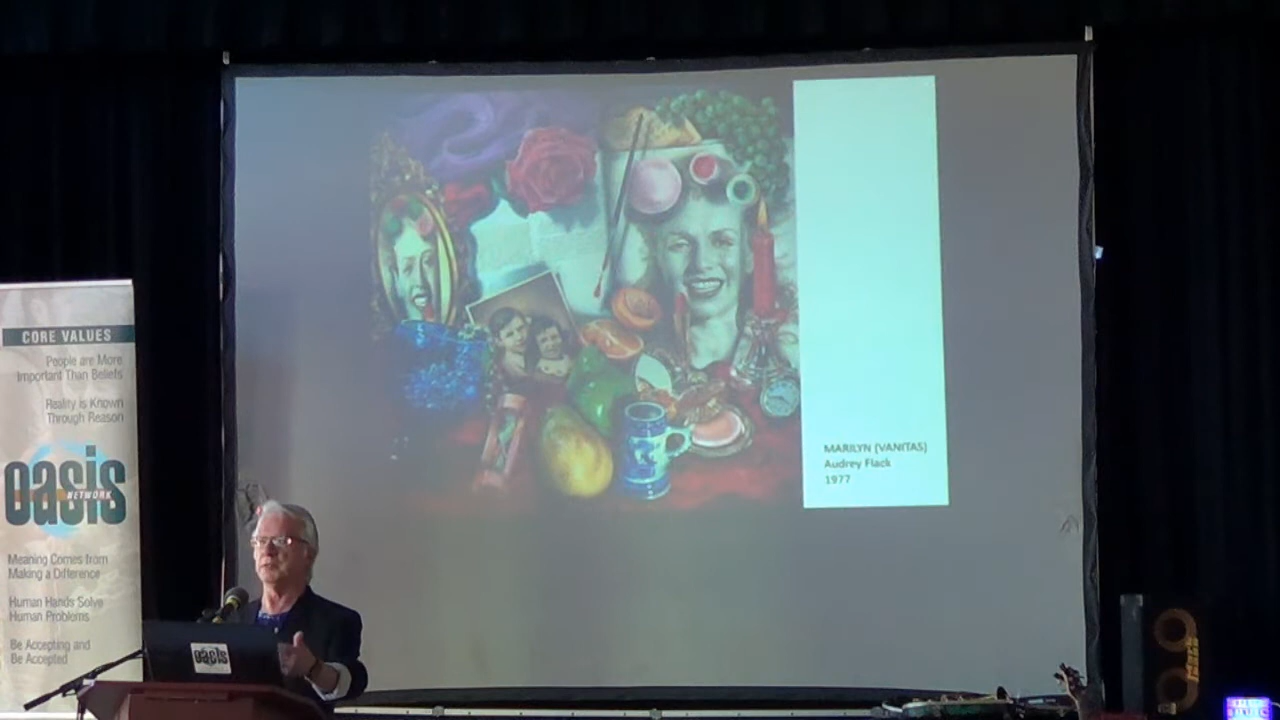 CORE VALUES
People are More
Important Than Beliefs
Reality is Known
Through Reason
oasis
NETWORK
Meaning Comes from
Making a Difference
Human Hands Solve
Human Problems
Be Accepting and
Be Accepted
oasis
MARILYN (VANITAS)
Audrey Flack
1977